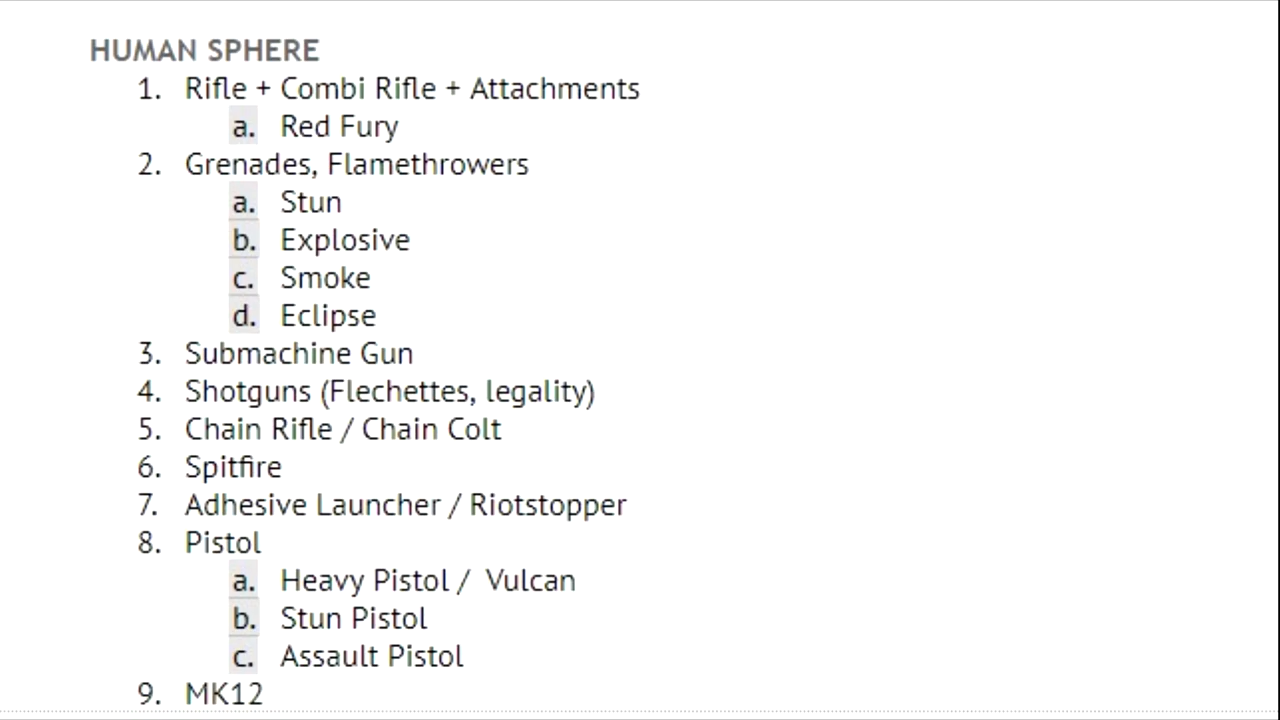 HUMAN SPHERE
1. Rifle + Combi Rifle + Attachments
a. Red Fury
2. Grenades, Flamethrowers
a. Stun
b. Explosive
c. Smoke
d. Eclipse
3. Submachine Gun
4. Shotguns (Flechettes, legality)
5. Chain Rifle / Chain Colt
6. Spitfire
7. Adhesive Launcher / Riotstopper
8. Pistol
a. Heavy Pistol /  Vulcan
b. Stun Pistol
c. Assault Pistol
9. MK12